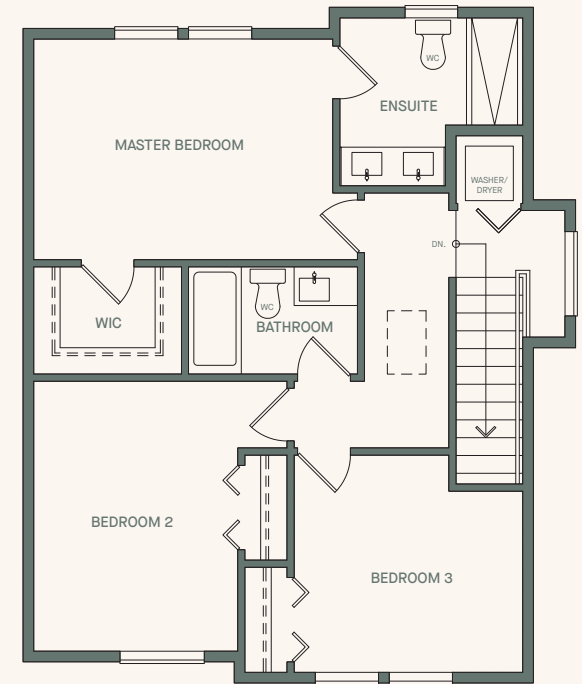 WC
ENSUITE
MASTER BEDROOM
WASHER/
DRYER
DN.
WIC
WC
BATHROOM
BEDROOM 2
BEDROOM 3